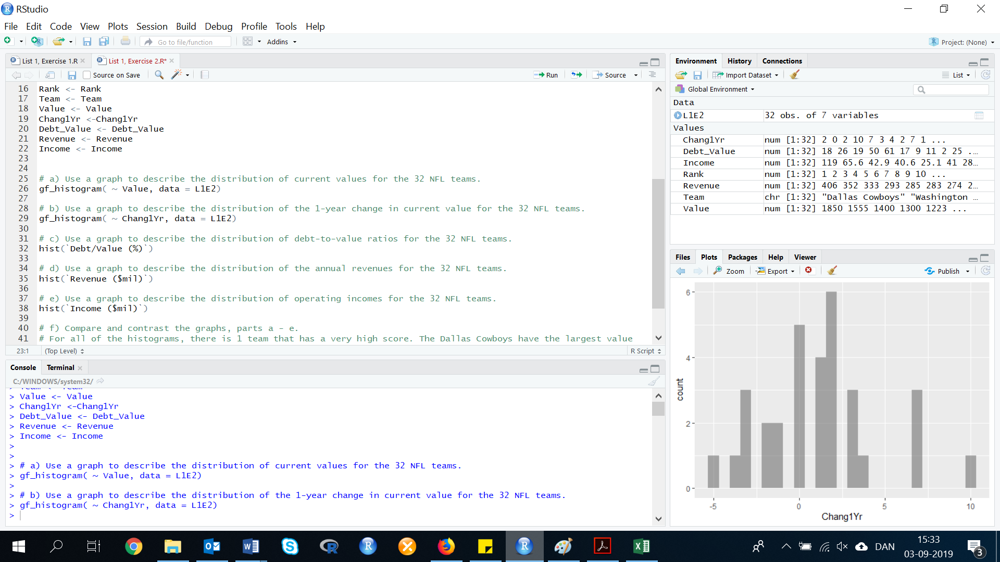 RStudio
File Edit Code View Plots Session Build Debug Profile Tools Help
Go to file/function Addins Project: (None)
List 1, Exercise 1.R List 1, Exercise 2.R*
Source on Save Run Source
16 Rank <- Rank
17 Team <- Team
18 Value <- Value
19 Chang1Yr <-Chang1Yr
20 Debt_Value <- Debt_Value
21 Revenue <- Revenue
22 Income <- Income
23
24
25 # a) Use a graph to describe the distribution of current values for the 32 NFL teams.
26 gf_histogram( ~ Value, data = L1E2)
27
28 # b) Use a graph to describe the distribution of the 1-year change in current value for the 32 NFL teams.
29 gf_histogram( ~ Chang1Yr, data = L1E2)
30
31 # c) Use a graph to describe the distribution of debt-to-value ratios for the 32 NFL teams.
32 hist(`Debt/Value (%)`)
33
34 # d) Use a graph to describe the distribution of the annual revenues for the 32 NFL teams.
35 hist(`Revenue ($mil)`)
36
37 # e) Use a graph to describe the distribution of operating incomes for the 32 NFL teams.
38 hist(`Income ($mil)`)
39
40 # f) Compare and contrast the graphs, parts a - e.
41 # For all of the histograms, there is 1 team that has a very high score. The Dallas Cowboys have the largest value
23:1 (Top Level) R Script
Console Terminal
C:/WINDOWS/system32/
> Team <- Team
> Value <- Value
> Chang1Yr <-Chang1Yr
> Debt_Value <- Debt_Value
> Revenue <- Revenue
> Income <- Income
>
>
> # a) Use a graph to describe the distribution of current values for the 32 NFL teams.
> gf_histogram( ~ Value, data = L1E2)
>
> # b) Use a graph to describe the distribution of the 1-year change in current value for the 32 NFL teams.
> gf_histogram( ~ Chang1Yr, data = L1E2)
>
Environment History Connections
Import Dataset List
Global Environment
Data
L1E2 32 obs. of 7 variables
Values
Chang1Yr num [1:32] 2 0 2 10 7 3 4 2 7 1 ...
Debt_Value num [1:32] 18 26 19 50 61 17 9 11 2 25 ...
Income num [1:32] 119 65.6 42.9 40.6 25.1 41 28…
Rank num [1:32] 1 2 3 4 5 6 7 8 9 10 ...
Revenue num [1:32] 406 352 333 293 285 283 274 2…
Team chr [1:32] "Dallas Cowboys" "Washington …
Value num [1:32] 1850 1555 1400 1300 1223 ...
Files Plots Packages Help Viewer
Zoom Export Publish
6
4
2
0
count
-5 0 5 10
Chang1Yr
15:33
DAN
03-09-2019
3